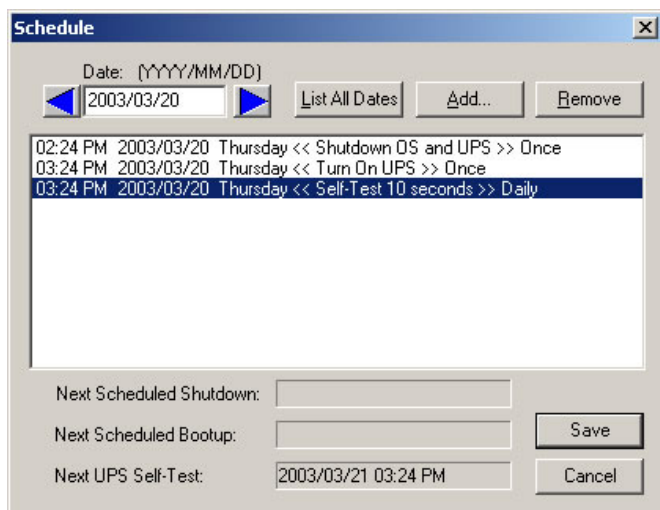 Schedule
Date: (YYYY/MM/DD)
2003/03/20
List All Dates
Add...
Remove
02:24 PM 2003/03/20 Thursday << Shutdown OS and UPS >> Once
03:24 PM 2003/03/20 Thursday << Turn On UPS >> Once
03:24 PM 2003/03/20 Thursday << Self-Test 10 seconds >> Daily
Next Scheduled Shutdown:
Next Scheduled Bootup:
Save
Next UPS Self-Test:
2003/03/21 03:24 PM
Cancel